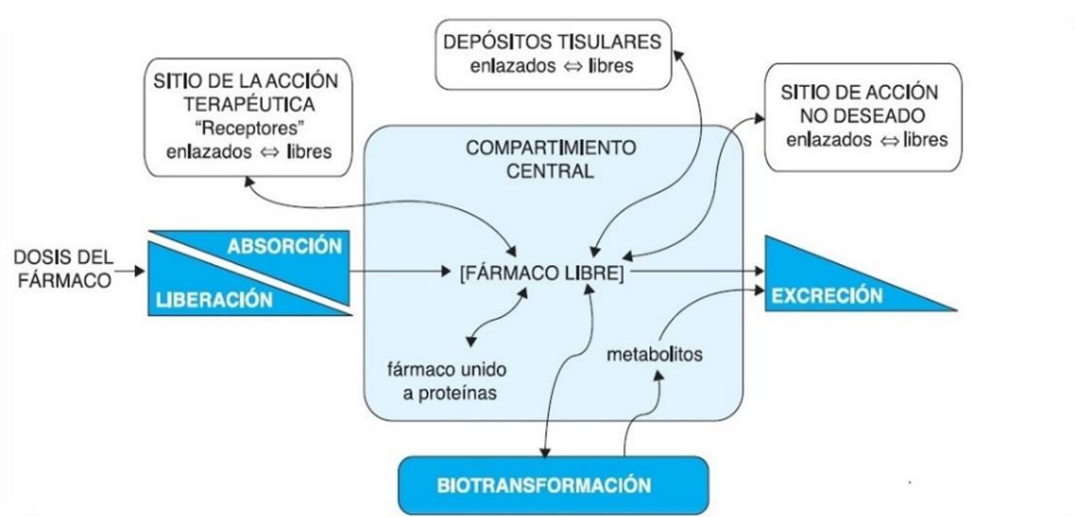 DEPÓSITOS TISULARES
enlazados ⇔ libres
SITIO DE LA ACCIÓN
TERAPÉUTICA
“Receptores”
enlazados ⇔ libres
SITIO DE ACCIÓN
NO DESEADO
enlazados ⇔ libres
COMPARTIMIENTO
CENTRAL
DOSIS DEL
FÁRMACO
ABSORCIÓN
LIBERACIÓN
[FÁRMACO LIBRE]
EXCRECIÓN
fármaco unido
a proteínas
metabolitos
BIOTRANSFORMACIÓN